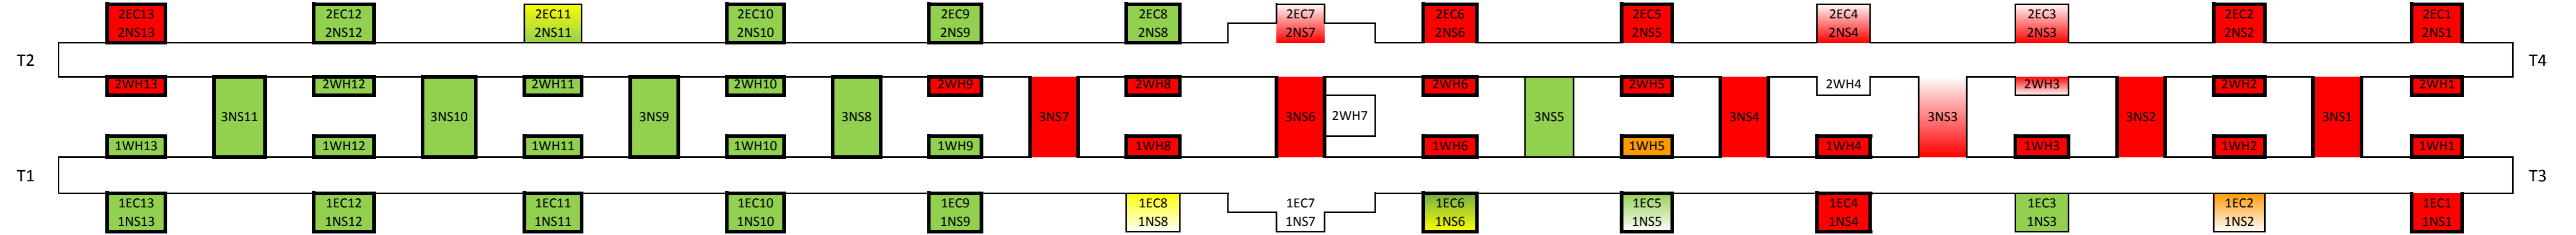 2EC13 2EC12 2EC11 2EC10 2EC9 2EC8 2EC7 2EC6 2EC5 2EC4 2EC3 2EC2 2EC1
2NS13 2NS12 2NS11 2NS10 2NS9 2NS8 2NS7 2NS6 2NS5 2NS4 2NS3 2NS2 2NS1
T2 T4
2WH13 2WH12 2WH11 2WH10 2WH9 2WH8 2WH6 2WH5 2WH4 2WH3 2WH2 2WH1
3NS11 3NS10 3NS9 3NS8 3NS7 3NS6 2WH7 3NS5 3NS4 3NS3 3NS2 3NS1
1WH13 1WH12 1WH11 1WH10 1WH9 1WH8 1WH6 1WH5 1WH4 1WH3 1WH2 1WH1
T1 T3
1EC13 1EC12 1EC11 1EC10 1EC9 1EC8 1EC7 1EC6 1EC5 1EC4 1EC3 1EC2 1EC1
1NS13 1NS12 1NS11 1NS10 1NS9 1NS8 1NS7 1NS6 1NS5 1NS4 1NS3 1NS2 1NS1